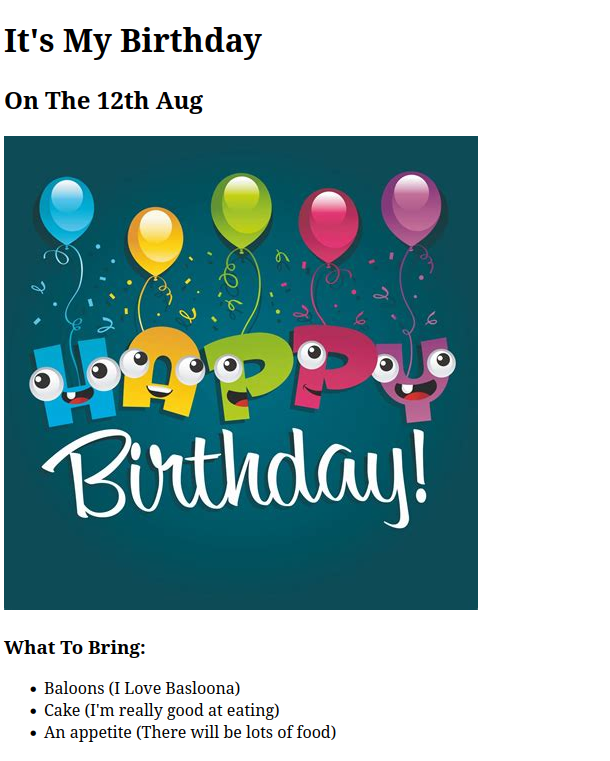 It's My Birthday
On The 12th Aug
HAPPY
Birthday!
What To Bring:
• Baloons (I Love Basloona)
• Cake (I'm really good at eating)
• An appetite (There will be lots of food)